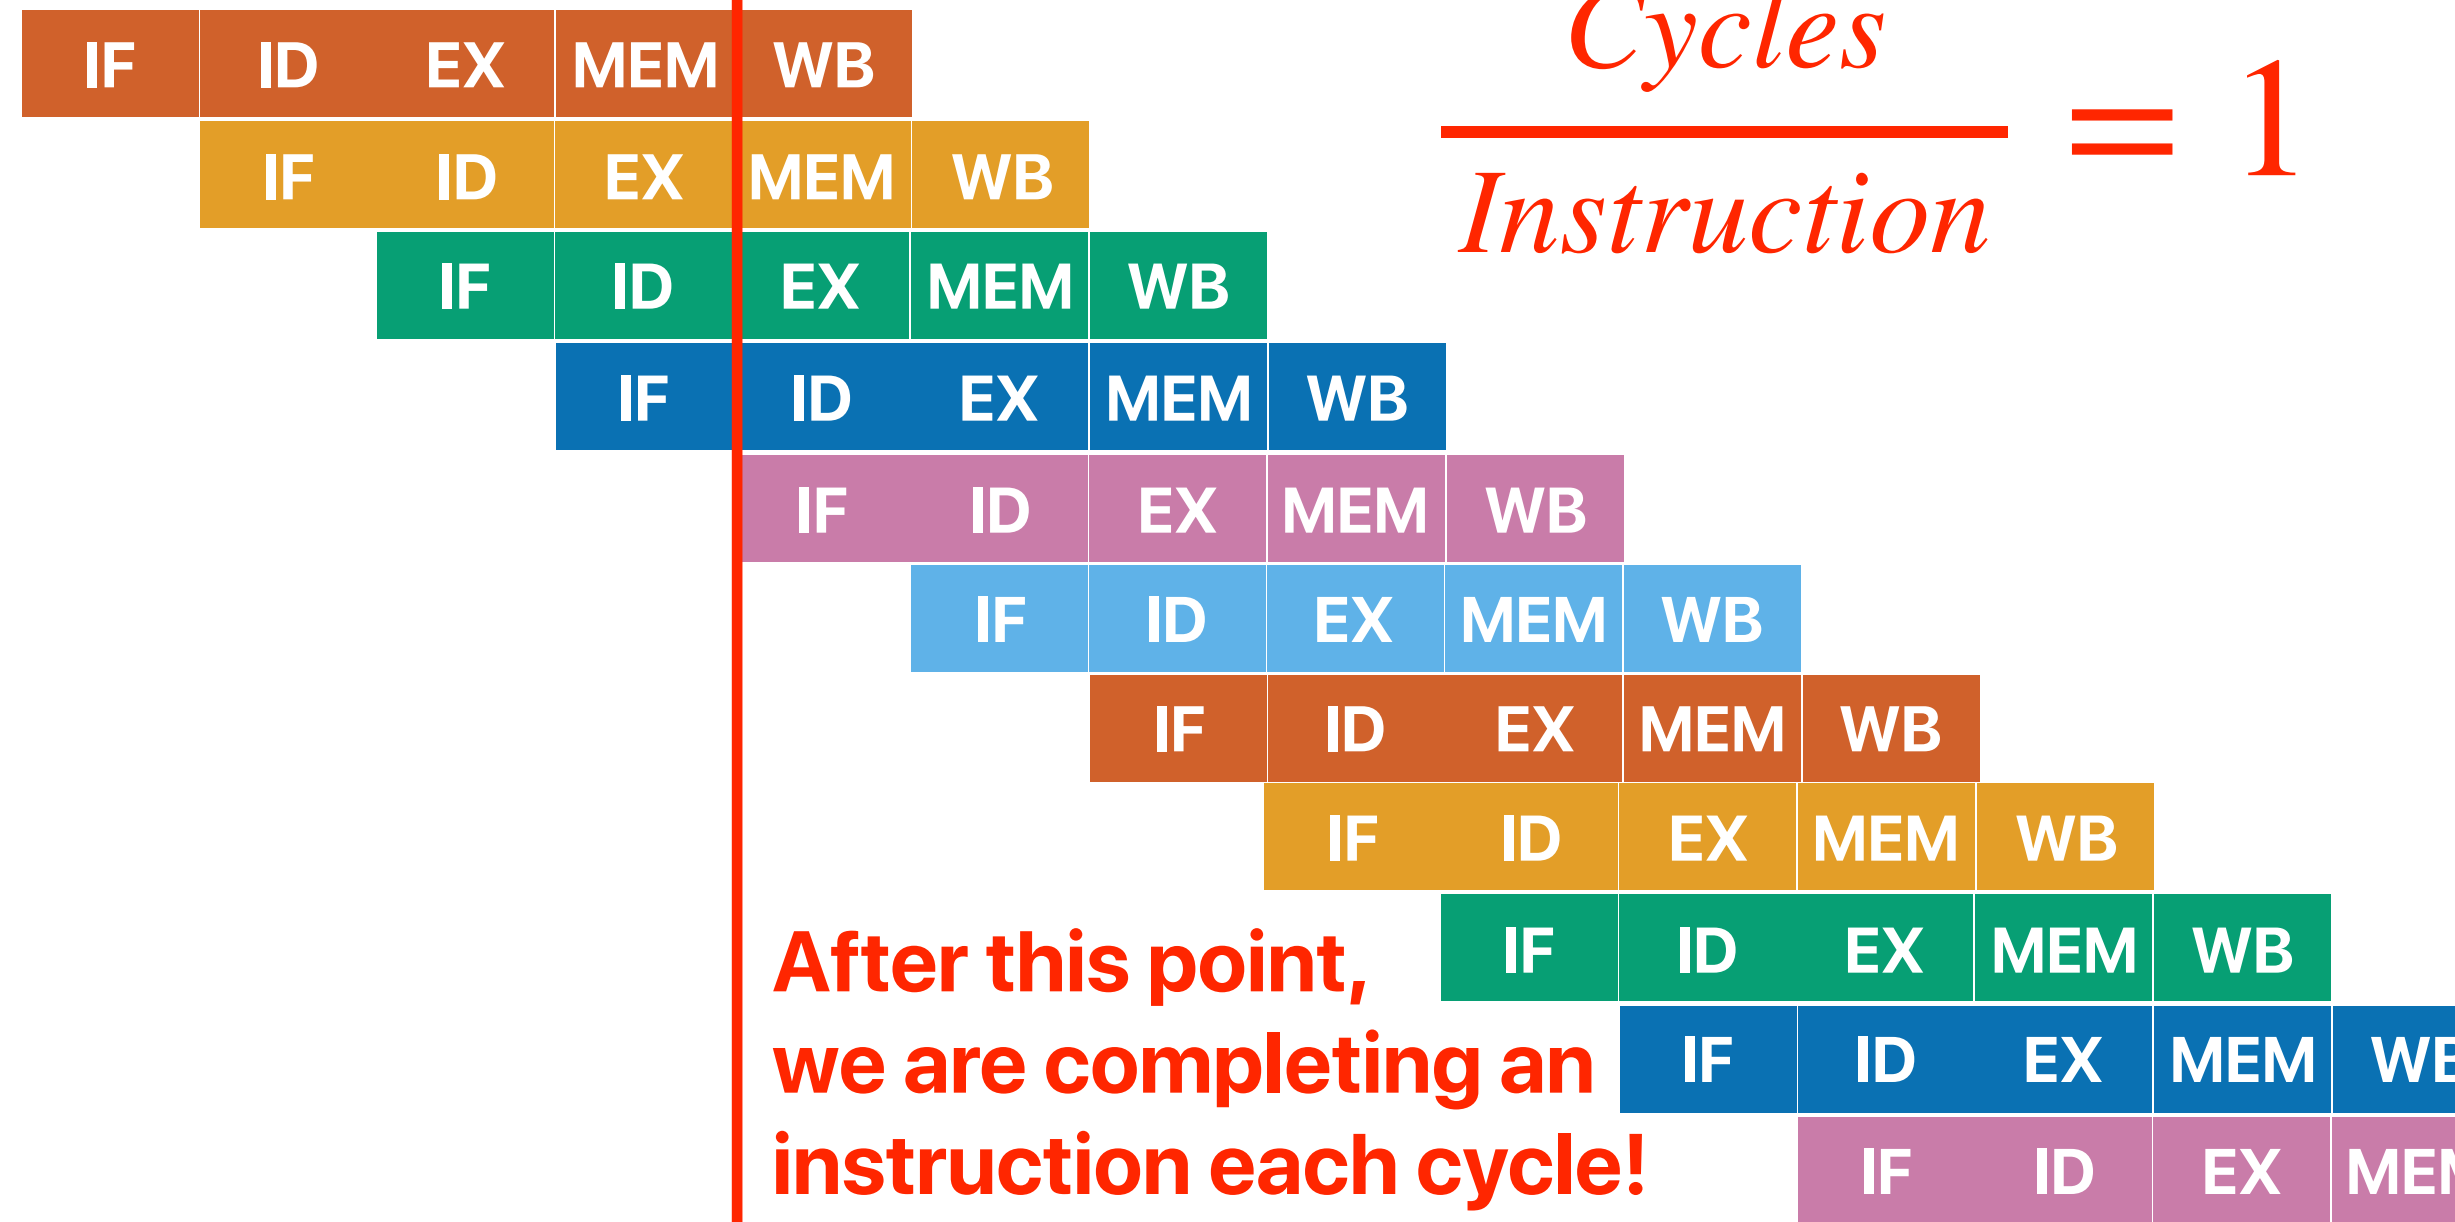 IF ID EX MEM WB
Cycles
Instruction
= 1
IF ID EX MEM WB
IF ID EX MEM WB
IF ID EX MEM WB
IF ID EX MEM WB
IF ID EX MEM WB
IF ID EX MEM WB
IF ID EX MEM WB
IF ID EX MEM WB
IF ID EX MEM
IF ID EX
After this point,
we are completing an
instruction each cycle!